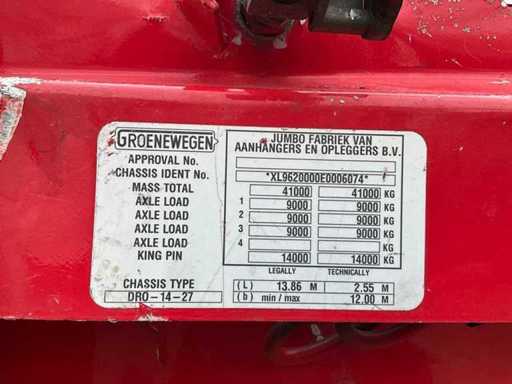 GROENEWEGEN
JUMBO FABRIEK VAN
AANHANGERS EN OPLEGGERS B.V.
APPROVAL No.
CHASSIS IDENT No. *XL9620000E0006074*
MASS TOTAL 41000 41000 KG
AXLE LOAD 1 9000 9000 KG
AXLE LOAD 2 9000 9000 KG
AXLE LOAD 3 9000 9000 KG
AXLE LOAD 4 KG
KING PIN 14000 14000 KG
LEGALLY TECHNICALLY
CHASSIS TYPE (L) 13.86 M 2.55 M
DRO-14-27 (b) min / max 12.00 M